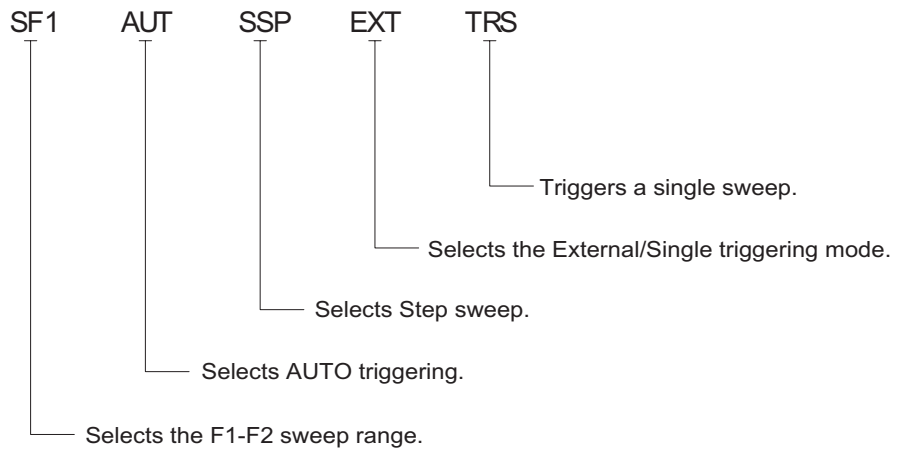 SF1 AUT SSP EXT TRS
Triggers a single sweep.
Selects the External/Single triggering mode.
Selects Step sweep.
Selects AUTO triggering.
Selects the F1-F2 sweep range.